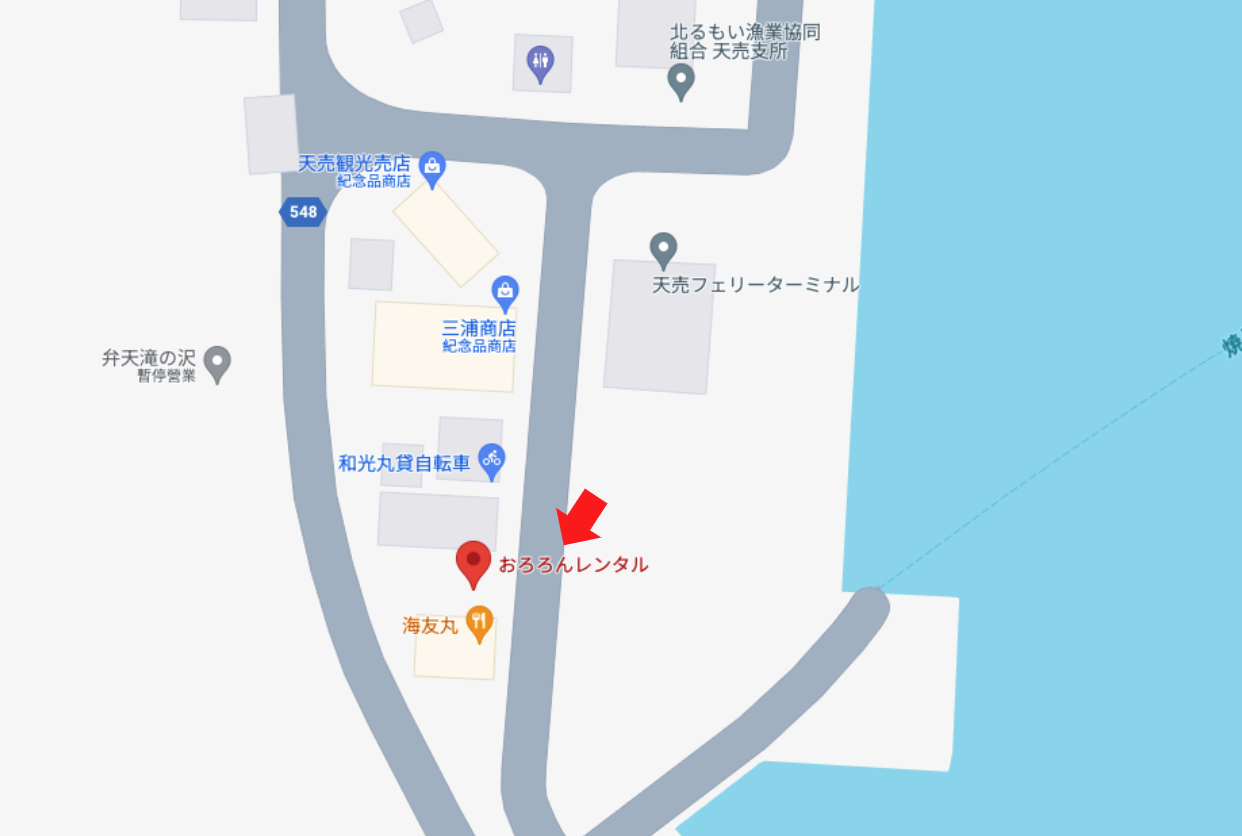 北るもい漁業協同
組合 天売支所
天売観光売店
紀念品商店
548
天売フェリーターミナル
三浦商店
紀念品商店
焼
弁天滝の沢
暫停營業
和光丸貸自転車
おろろんレンタル
海友丸